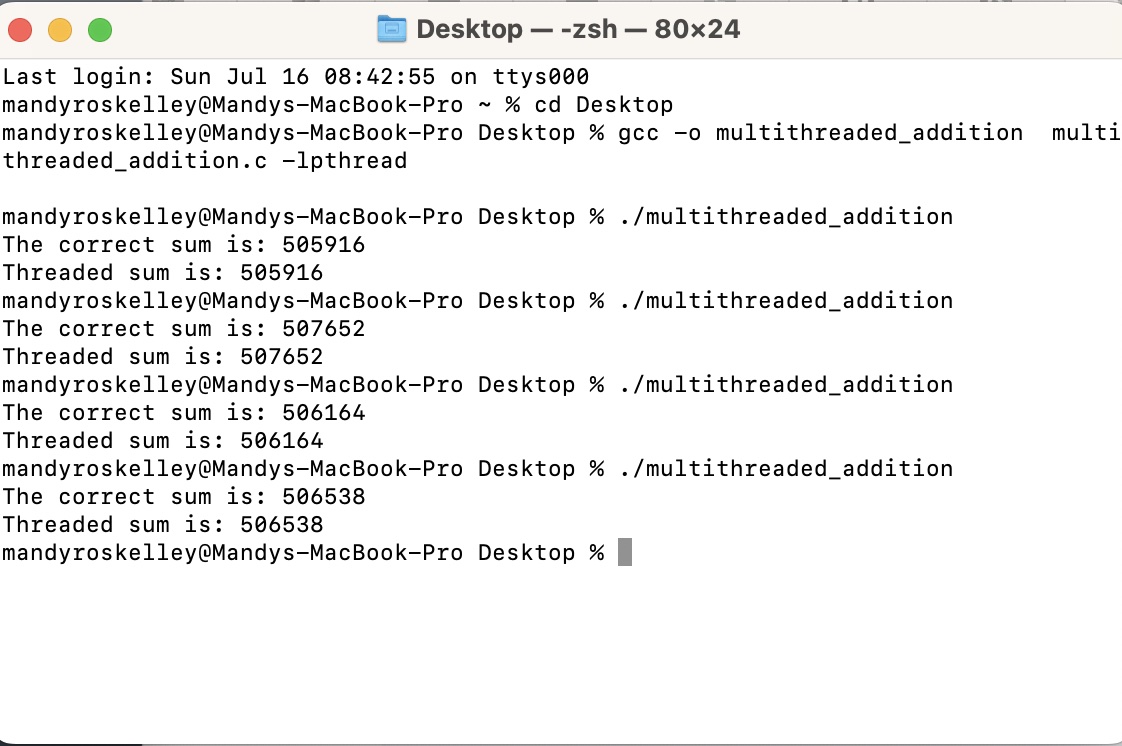 Desktop — -zsh — 80×24
Last login: Sun Jul 16 08:42:55 on ttys000
mandyroskelley@Mandys-MacBook-Pro ~ % cd Desktop
mandyroskelley@Mandys-MacBook-Pro Desktop % gcc -o multithreaded_addition  multi
threaded_addition.c -lpthread
mandyroskelley@Mandys-MacBook-Pro Desktop % ./multithreaded_addition
The correct sum is: 505916
Threaded sum is: 505916
mandyroskelley@Mandys-MacBook-Pro Desktop % ./multithreaded_addition
The correct sum is: 507652
Threaded sum is: 507652
mandyroskelley@Mandys-MacBook-Pro Desktop % ./multithreaded_addition
The correct sum is: 506164
Threaded sum is: 506164
mandyroskelley@Mandys-MacBook-Pro Desktop % ./multithreaded_addition
The correct sum is: 506538
Threaded sum is: 506538
mandyroskelley@Mandys-MacBook-Pro Desktop %